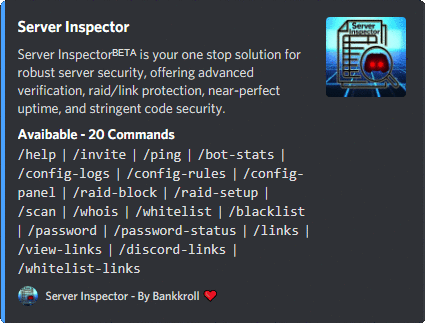 Server Inspector
Server Inspector
Server Inspectorᴮᴱᵀᴬ is your one stop solution for
robust server security, offering advanced
verification, raid/link protection, near-perfect
uptime, and stringent code security.
Available - 20 Commands
/help | /invite | /ping | /bot-stats |
/config-logs | /config-rules | /config-
panel | /raid-block | /raid-setup |
/scan | /whois | /whitelist | /blacklist
| /password | /password-status | /links |
/view-links | /discord-links |
/whitelist-links
Server Inspector - By Bankkroll ❤️